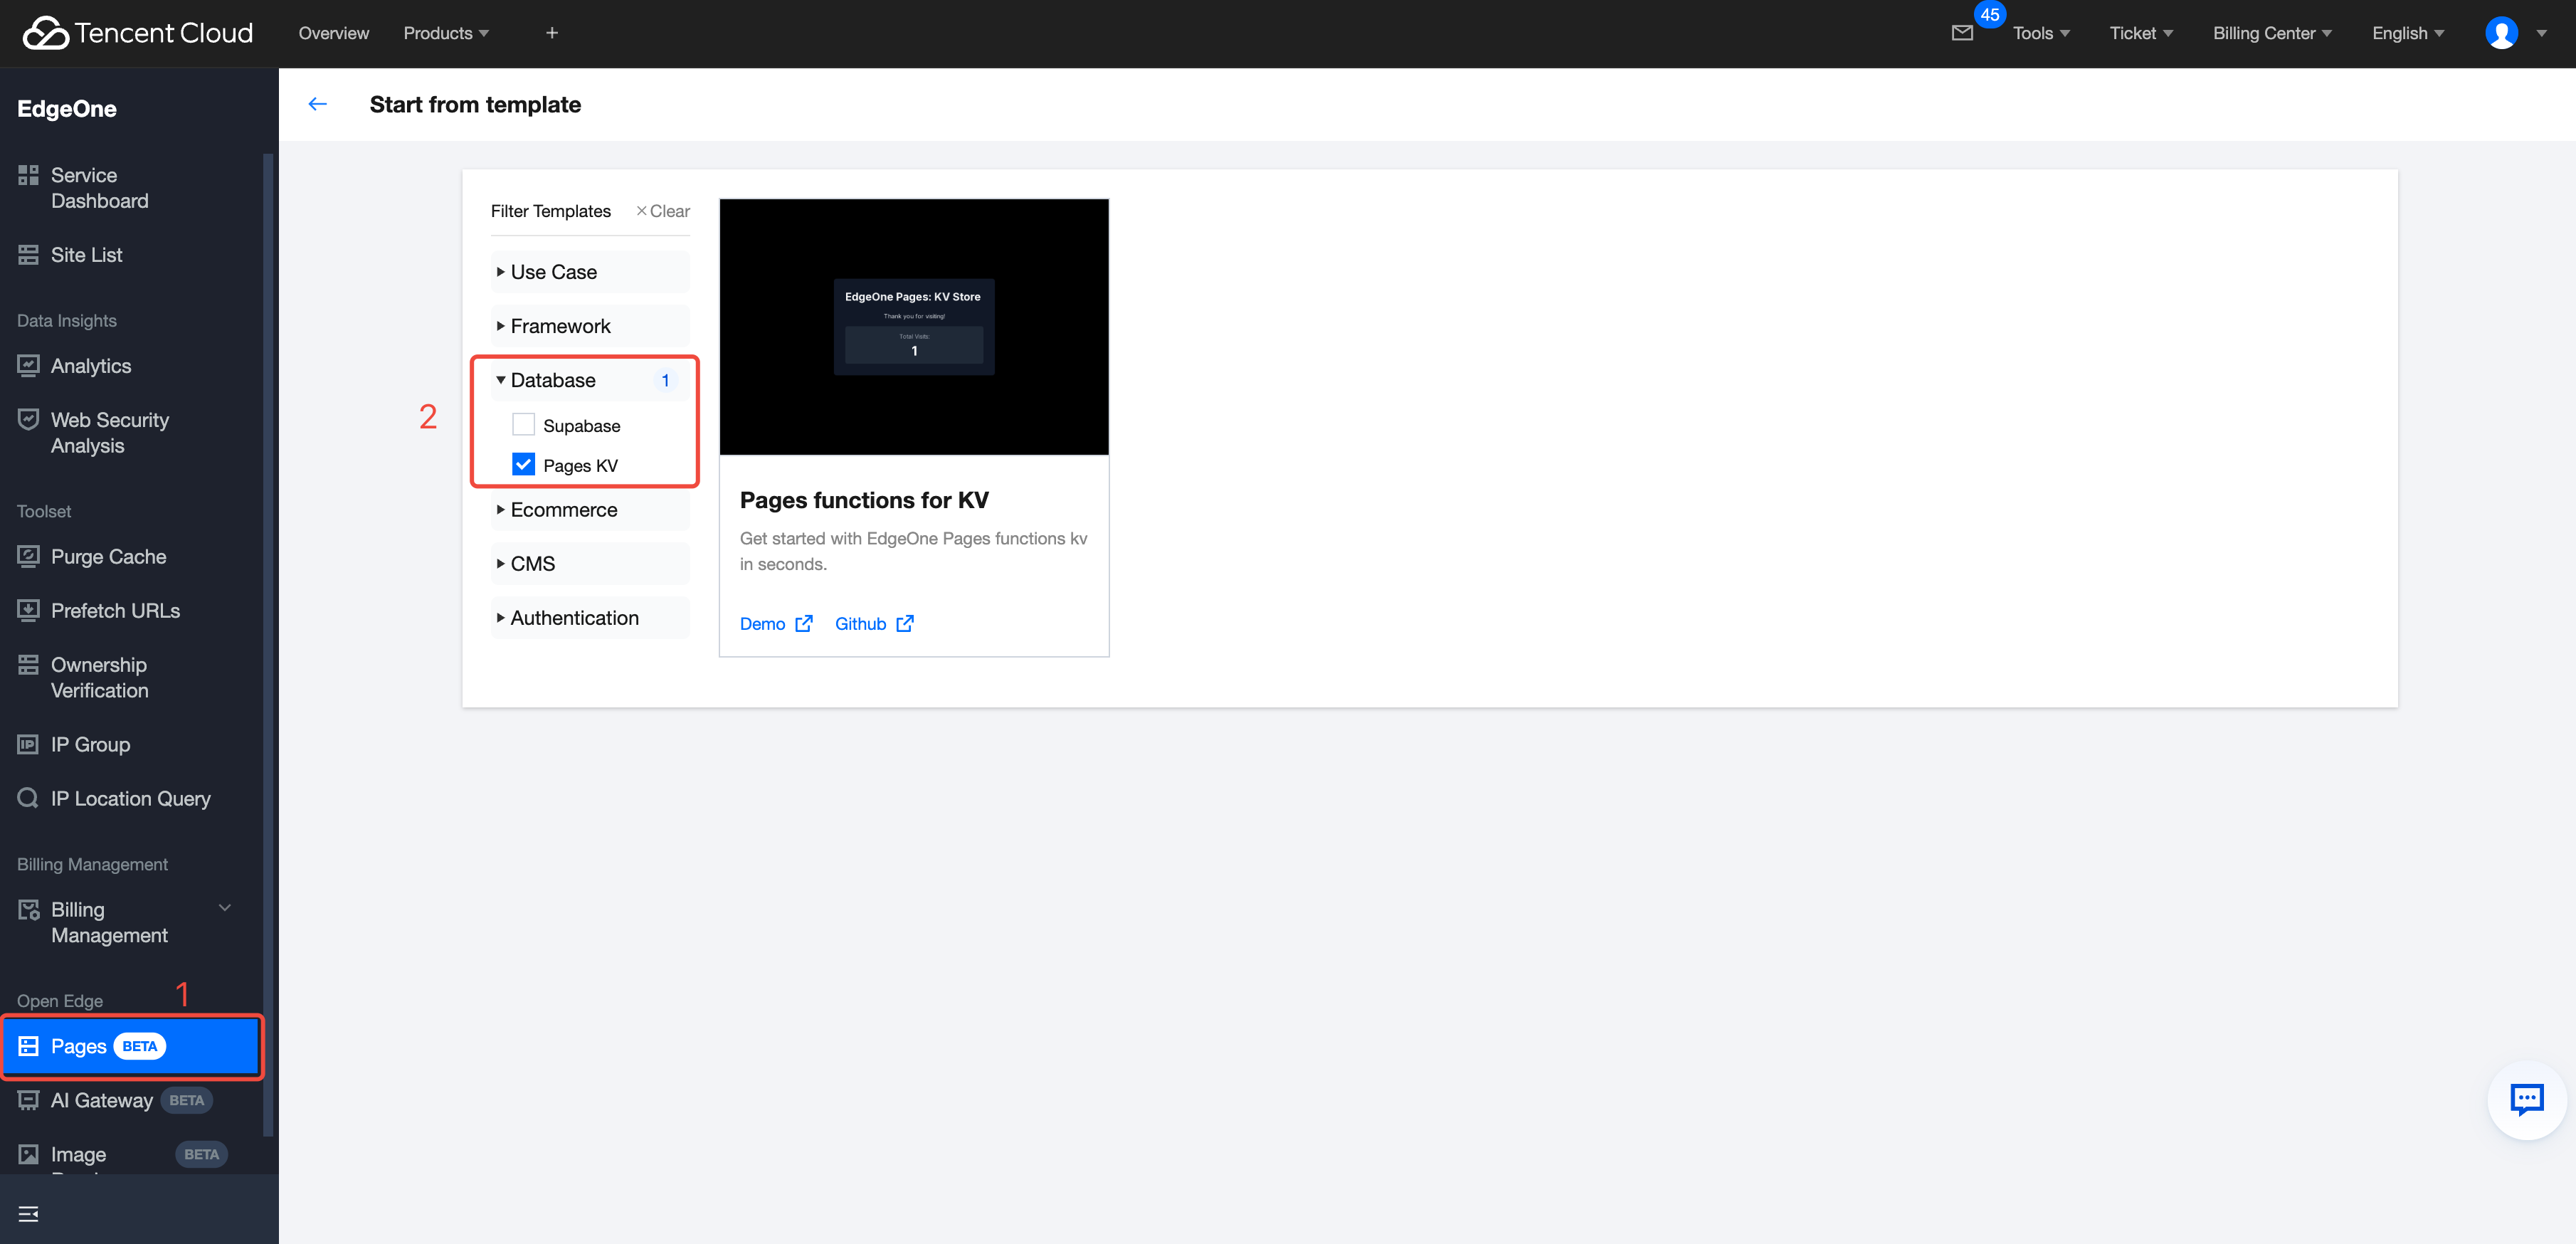 Tencent Cloud Overview Products + 45 Tools Ticket Billing Center English
EdgeOne
Start from template
Service
Dashboard
Site List
Data Insights
Analytics
Web Security
Analysis
Toolset
Purge Cache
Prefetch URLs
Ownership
Verification
IP Group
IP Location Query
Billing Management
Billing
Management
Open Edge
1
Pages BETA
AI Gateway BETA
Image BETA
Filter Templates × Clear
Use Case
Framework
2
Database 1
Supabase
Pages KV
Ecommerce
CMS
Authentication
EdgeOne Pages: KV Store
Thank you for visiting!
Total Visits:
1
Pages functions for KV
Get started with EdgeOne Pages functions kv
in seconds.
Demo Github